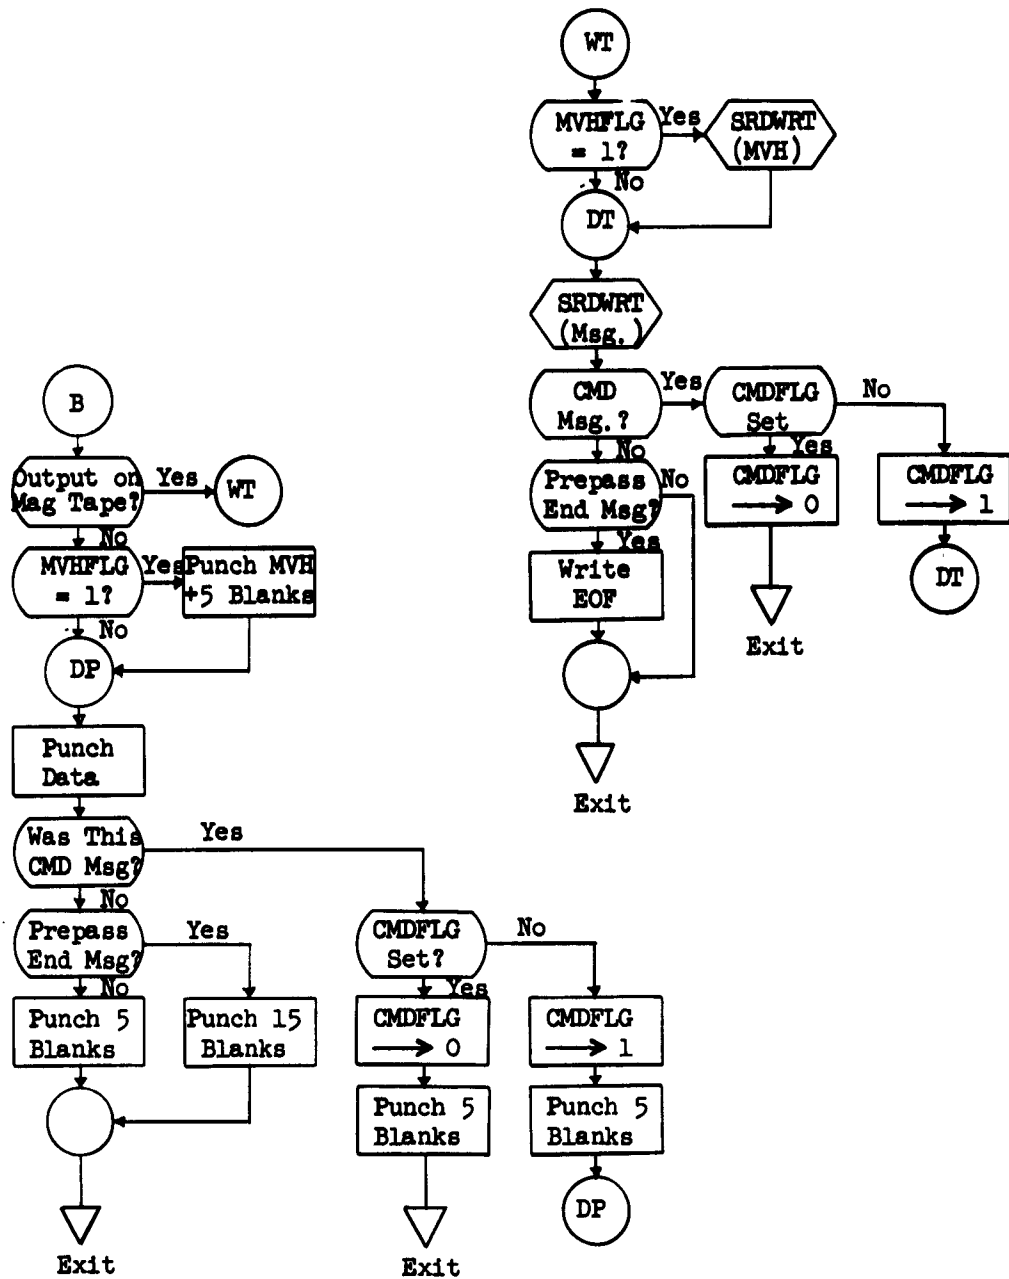 WT
MVHFLG
= 1?
Yes
SRDWRT
(MVH)
No
DT
SRDWRT
(Msg.)
CMD
Msg.?
Yes
CMDFLG
Set
No
No
Yes
Prepass
End Msg?
No
CMDFLG
→ 0
CMDFLG
→ 1
Yes
Write
EOF
DT
Exit
Exit
B
Output on
Mag Tape?
Yes
WT
No
MVHFLG
= 1?
Yes
Punch MVH
+5 Blanks
No
DP
Punch
Data
Was This
CMD Msg?
Yes
No
Prepass
End Msg?
Yes
CMDFLG
Set?
No
No
Yes
Punch 5
Blanks
Punch 15
Blanks
CMDFLG
→ 0
CMDFLG
→ 1
Punch 5
Blanks
Punch 5
Blanks
DP
Exit
Exit